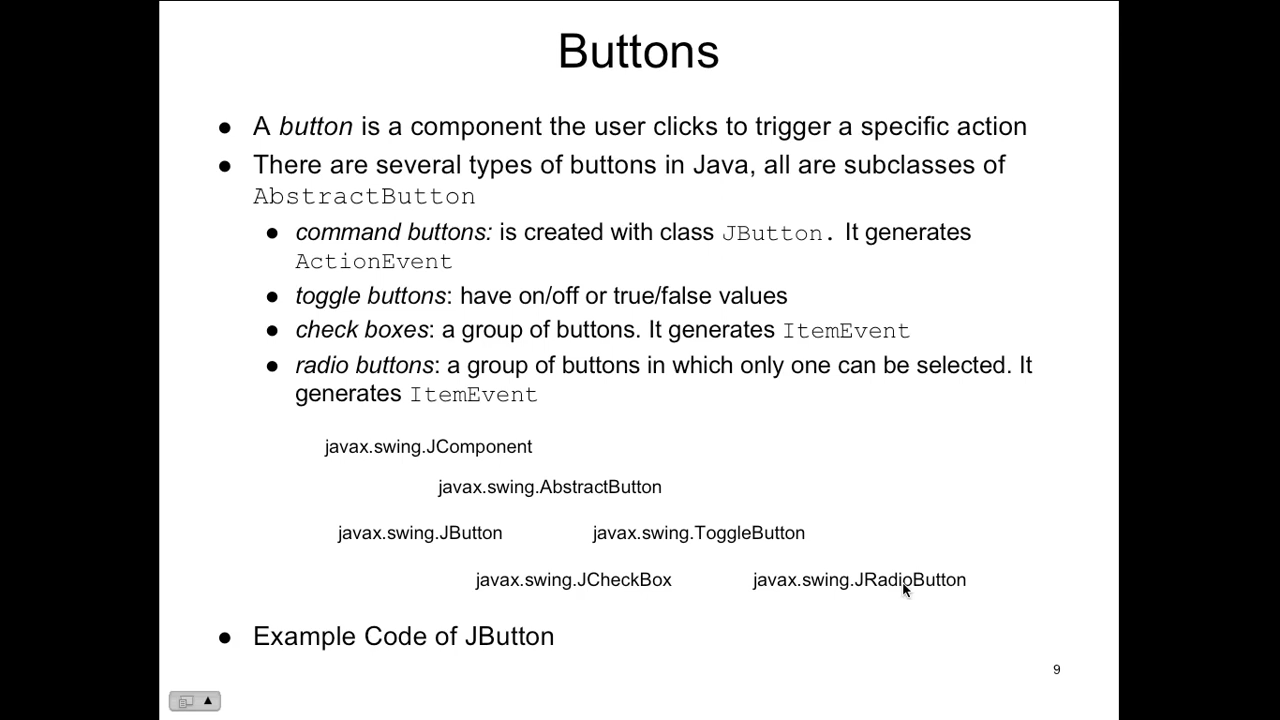 Buttons
● A button is a component the user clicks to trigger a specific action
● There are several types of buttons in Java, all are subclasses of
AbstractButton
● command buttons: is created with class JButton. It generates
ActionEvent
● toggle buttons: have on/off or true/false values
● check boxes: a group of buttons. It generates ItemEvent
● radio buttons: a group of buttons in which only one can be selected. It
generates ItemEvent
javax.swing.JComponent
javax.swing.AbstractButton
javax.swing.JButton javax.swing.ToggleButton
javax.swing.JCheckBox javax.swing.JRadioButton
● Example Code of JButton
9